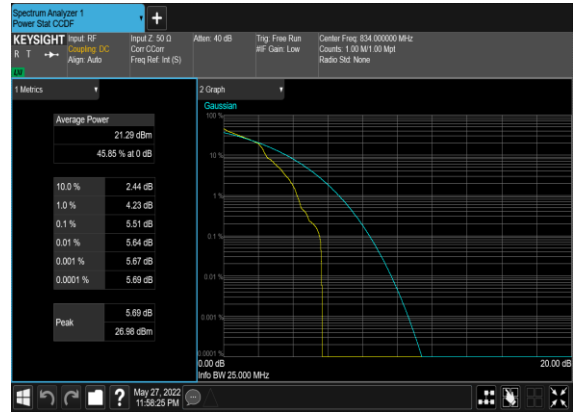 Spectrum Analyzer 1
Power Stat CCDF
KEYSIGHT Input: RF Input Z: 50 Ω Atten: 40 dB Trig: Free Run Center Freq: 834.000000 MHz
R T Coupling: DC Corr CCorr #IF Gain: Low Counts: 1.00 M/1.00 Mpt
Align: Auto Freq Ref: Int (S) Radio Std: None
LW
1 Metrics
2 Graph
Average Power
21.29 dBm
45.85 % at 0 dB
10.0 % 2.44 dB
1.0 % 4.23 dB
0.1 % 5.51 dB
0.01 % 5.64 dB
0.001 % 5.67 dB
0.0001 % 5.69 dB
Peak 5.69 dB
26.98 dBm
Gaussian
100 %
10 %
1 %
0.1 %
0.01 %
0.001 %
0.0001 %
0.00 dB 20.00 dB
Info BW 25.000 MHz
May 27, 2022
11:58:25 PM